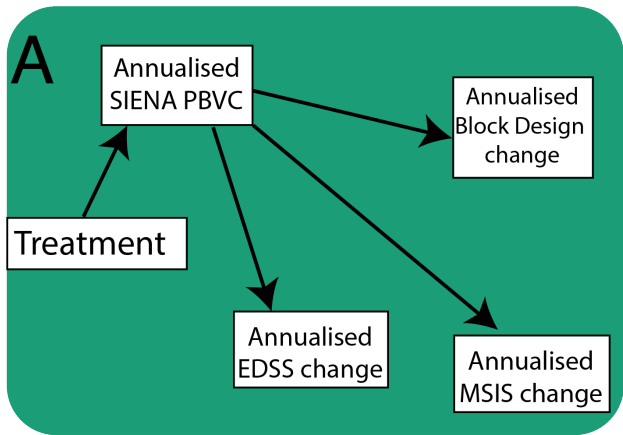 A
Annualised
SIENA PBVC
Annualised
Block Design
change
Treatment
Annualised
EDSS change
Annualised
MSIS change